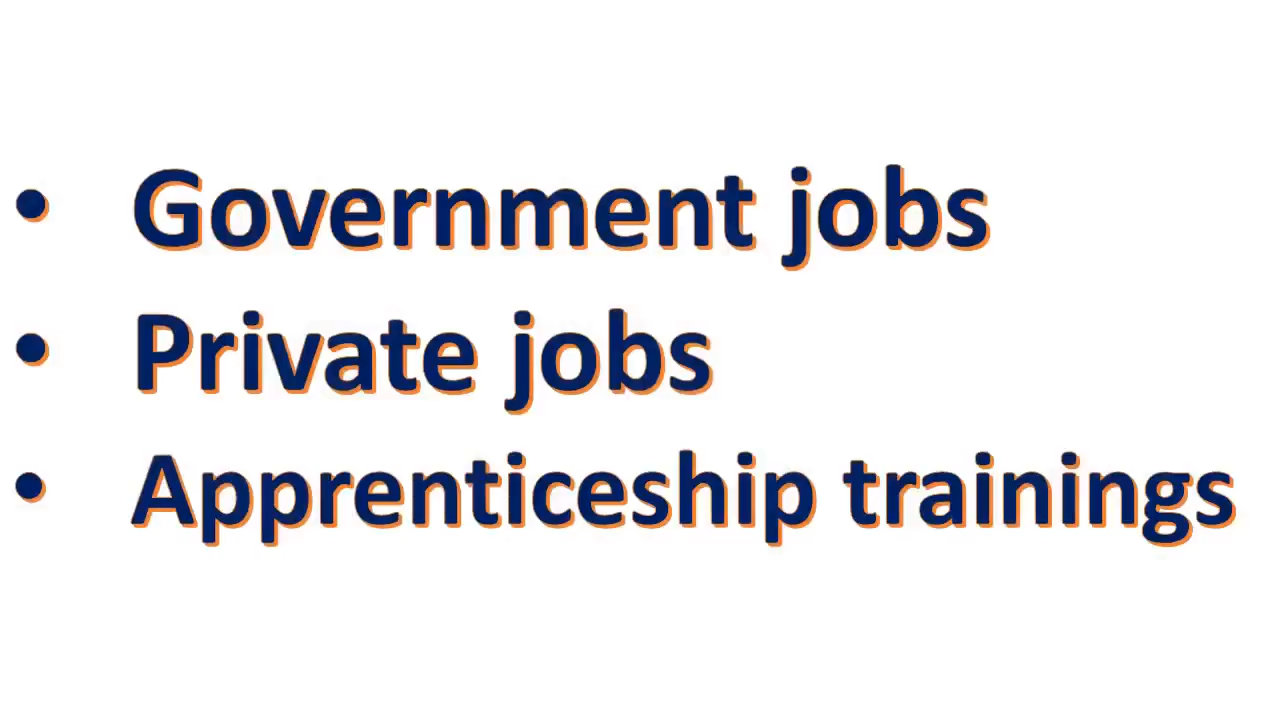 • Government jobs
• Private jobs
• Apprenticeship trainings